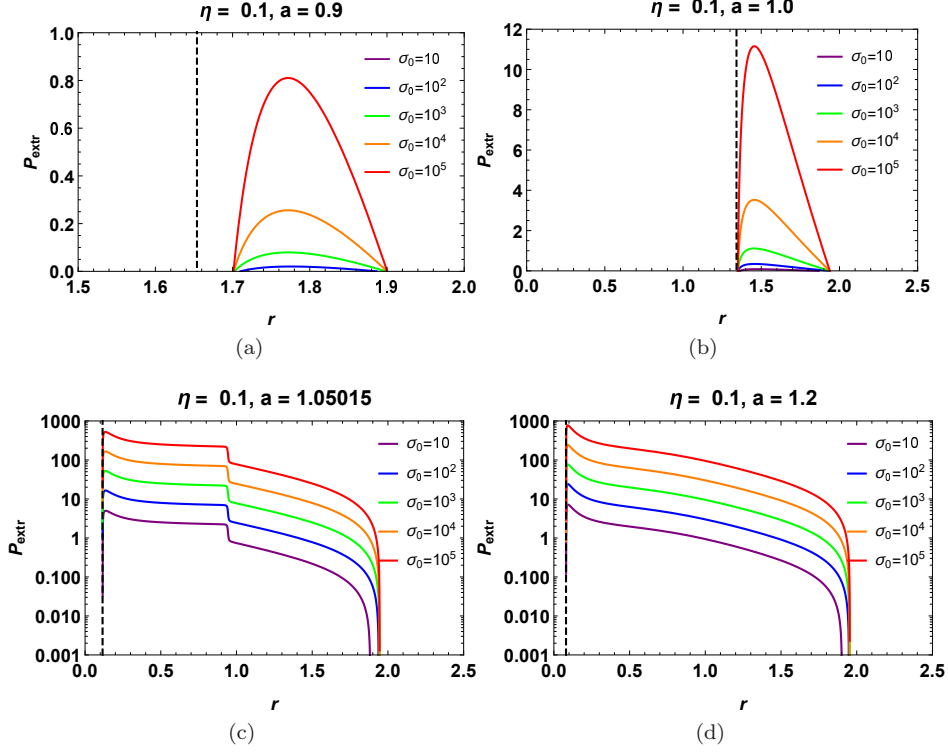 η = 0.1, a = 0.9
1.0
0.8
0.6
0.4
0.2
0.0
P_extr
1.5 1.6 1.7 1.8 1.9 2.0
r
σ₀=10
σ₀=10²
σ₀=10³
σ₀=10⁴
σ₀=10⁵
(a)
η = 0.1, a = 1.0
12
10
8
6
4
2
0
P_extr
0.0 0.5 1.0 1.5 2.0 2.5
r
σ₀=10
σ₀=10²
σ₀=10³
σ₀=10⁴
σ₀=10⁵
(b)
η = 0.1, a = 1.05015
1000
100
10
1
0.100
0.010
0.001
P_extr
0.0 0.5 1.0 1.5 2.0 2.5
r
σ₀=10
σ₀=10²
σ₀=10³
σ₀=10⁴
σ₀=10⁵
(c)
η = 0.1, a = 1.2
1000
100
10
1
0.100
0.010
0.001
P_extr
0.0 0.5 1.0 1.5 2.0 2.5
r
σ₀=10
σ₀=10²
σ₀=10³
σ₀=10⁴
σ₀=10⁵
(d)